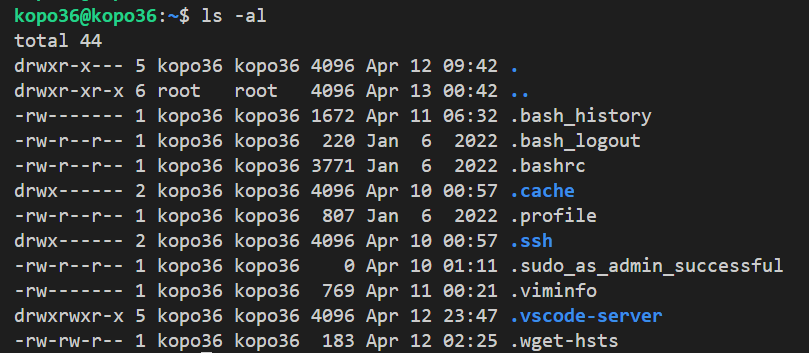 kopo36@kopo36:~$ ls -al
total 44
drwxr-x--- 5 kopo36 kopo36 4096 Apr 12 09:42 .
drwxr-xr-x 6 root   root   4096 Apr 13 00:42 ..
-rw------- 1 kopo36 kopo36 1672 Apr 11 06:32 .bash_history
-rw-r--r-- 1 kopo36 kopo36  220 Jan  6  2022 .bash_logout
-rw-r--r-- 1 kopo36 kopo36 3771 Jan  6  2022 .bashrc
drwx------ 2 kopo36 kopo36 4096 Apr 10 00:57 .cache
-rw-r--r-- 1 kopo36 kopo36  807 Jan  6  2022 .profile
drwx------ 2 kopo36 kopo36 4096 Apr 10 00:57 .ssh
-rw-r--r-- 1 kopo36 kopo36    0 Apr 10 01:11 .sudo_as_admin_successful
-rw------- 1 kopo36 kopo36  769 Apr 11 00:21 .viminfo
drwxrwxr-x 5 kopo36 kopo36 4096 Apr 12 23:47 .vscode-server
-rw-rw-r-- 1 kopo36 kopo36  183 Apr 12 02:25 .wget-hsts